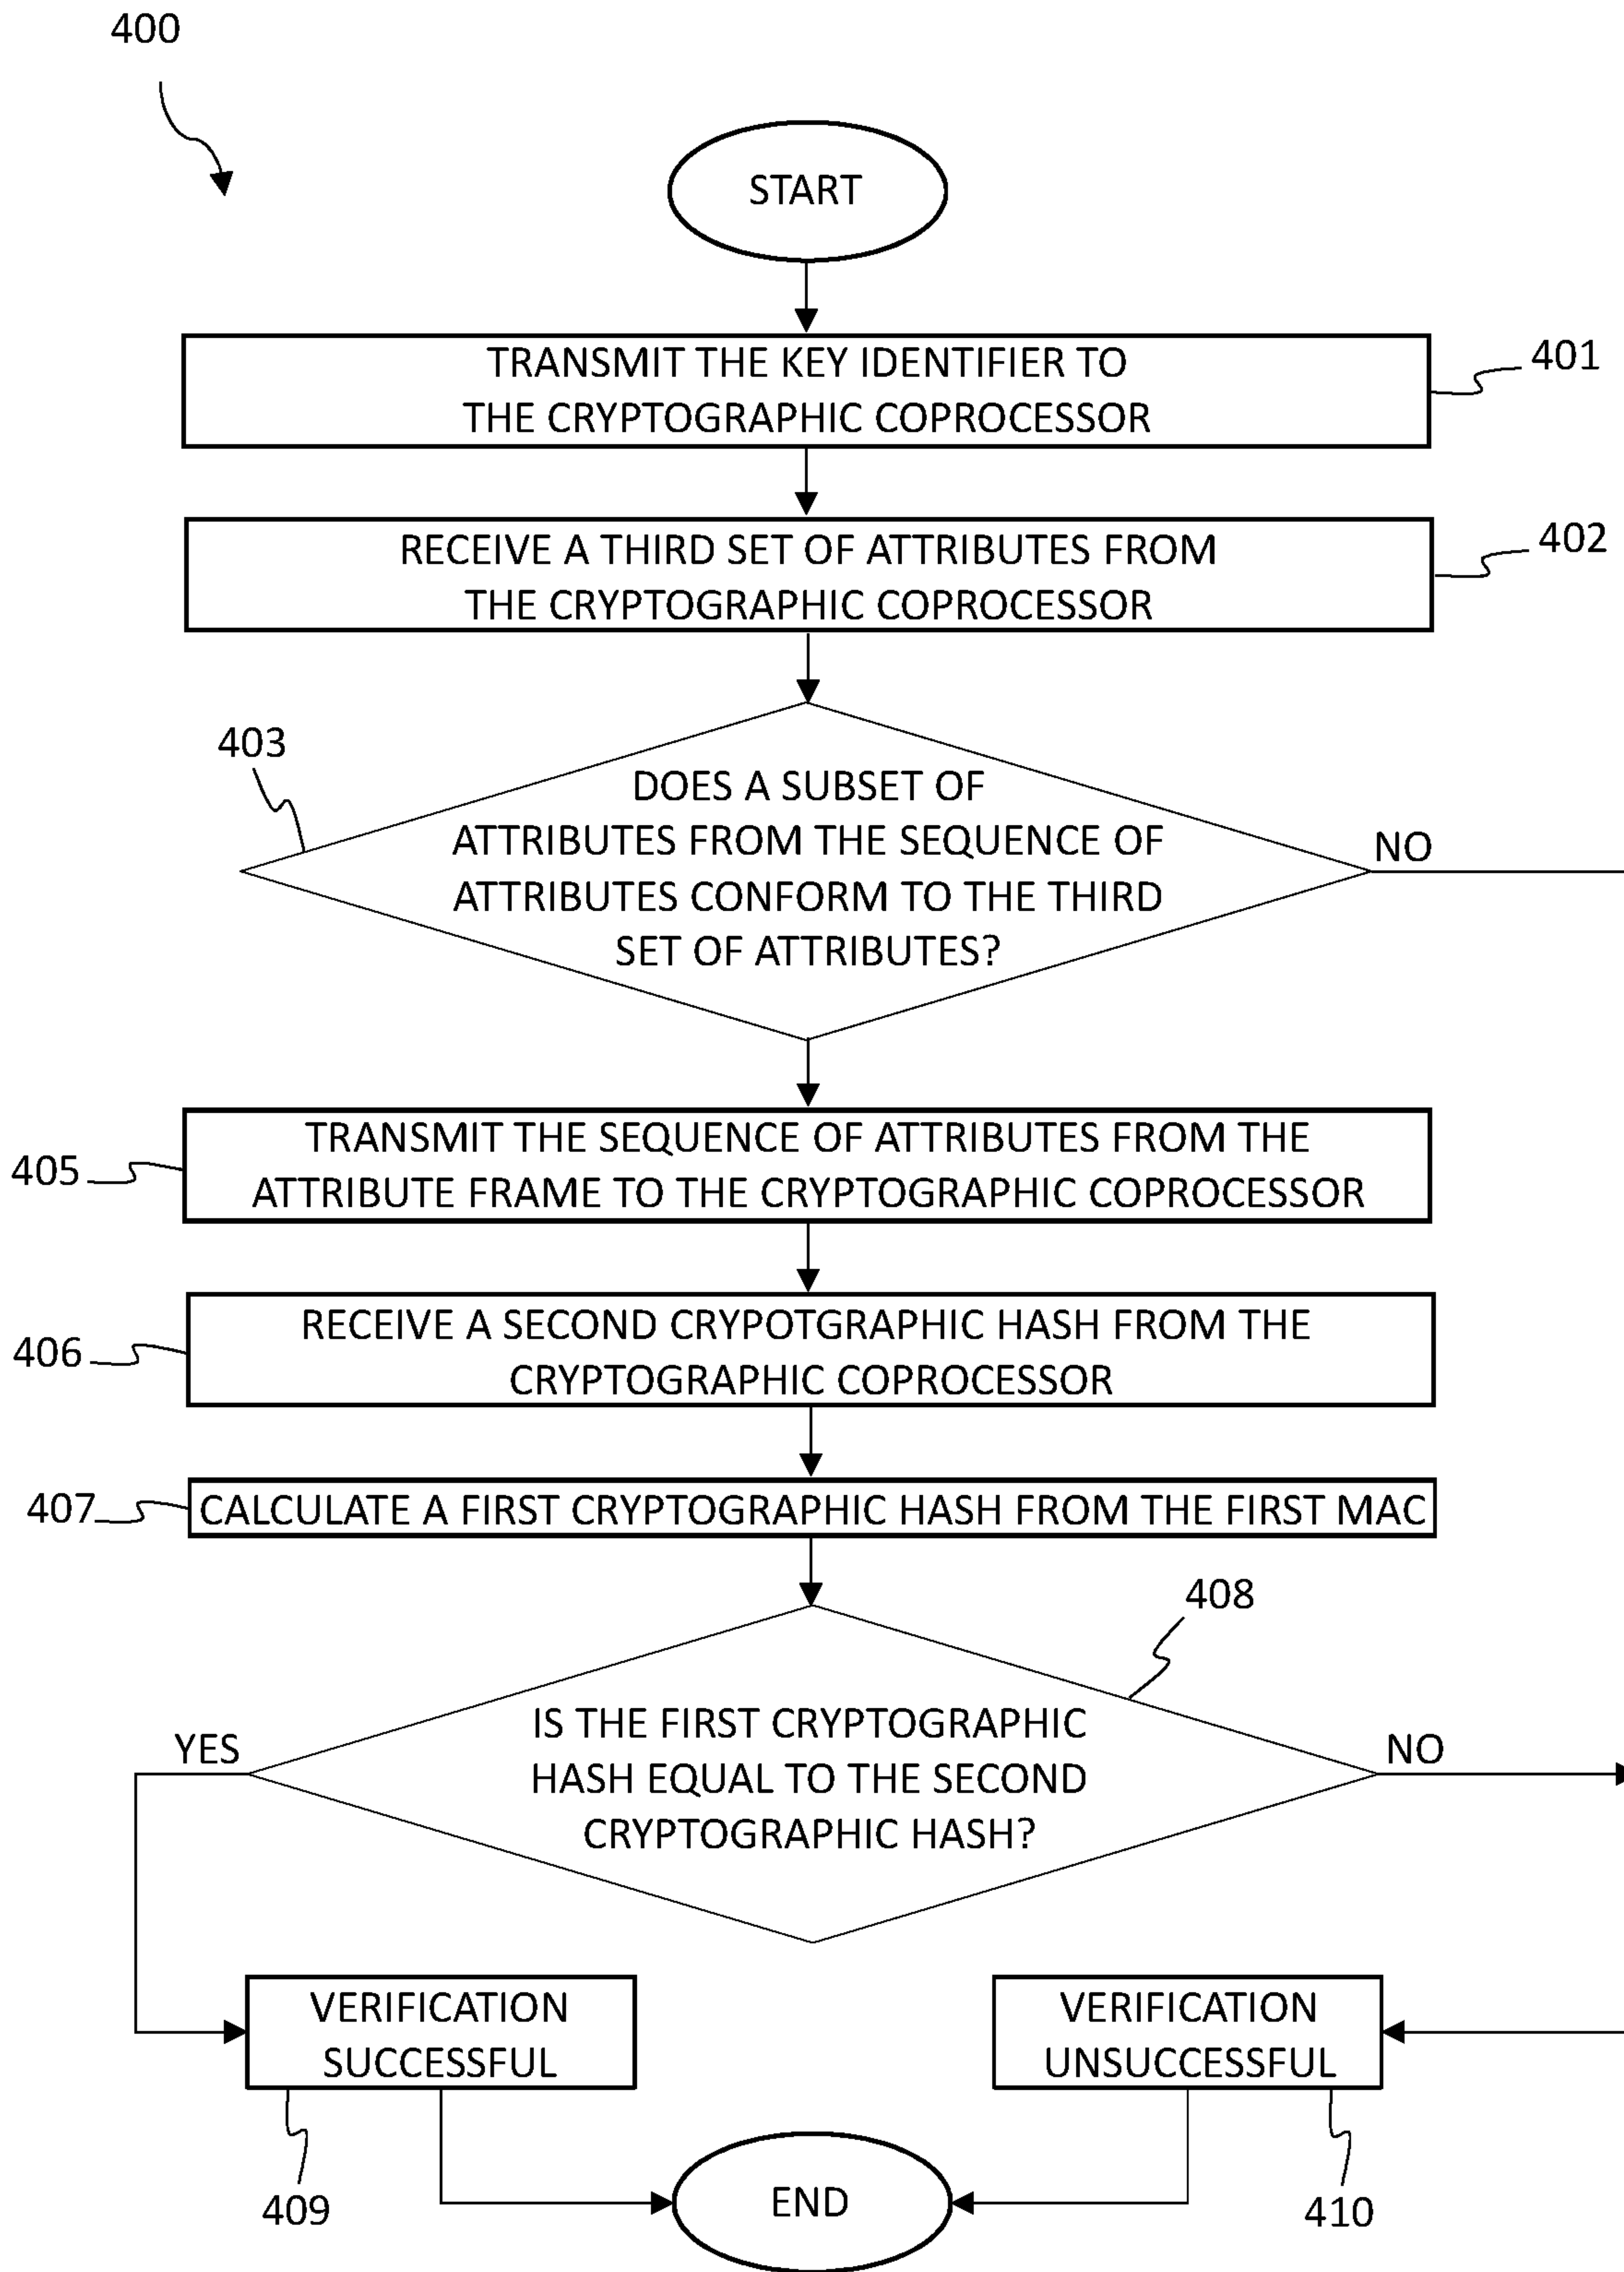 400
START
TRANSMIT THE KEY IDENTIFIER TO
THE CRYPTOGRAPHIC COPROCESSOR
401
RECEIVE A THIRD SET OF ATTRIBUTES FROM
THE CRYPTOGRAPHIC COPROCESSOR
402
403
DOES A SUBSET OF
ATTRIBUTES FROM THE SEQUENCE OF
ATTRIBUTES CONFORM TO THE THIRD
SET OF ATTRIBUTES?
NO
TRANSMIT THE SEQUENCE OF ATTRIBUTES FROM THE
ATTRIBUTE FRAME TO THE CRYPTOGRAPHIC COPROCESSOR
405
RECEIVE A SECOND CRYPOTGRAPHIC HASH FROM THE
CRYPTOGRAPHIC COPROCESSOR
406
407
CALCULATE A FIRST CRYPTOGRAPHIC HASH FROM THE FIRST MAC
408
IS THE FIRST CRYPTOGRAPHIC
HASH EQUAL TO THE SECOND
CRYPTOGRAPHIC HASH?
YES
NO
VERIFICATION
SUCCESSFUL
VERIFICATION
UNSUCCESSFUL
409
END
410